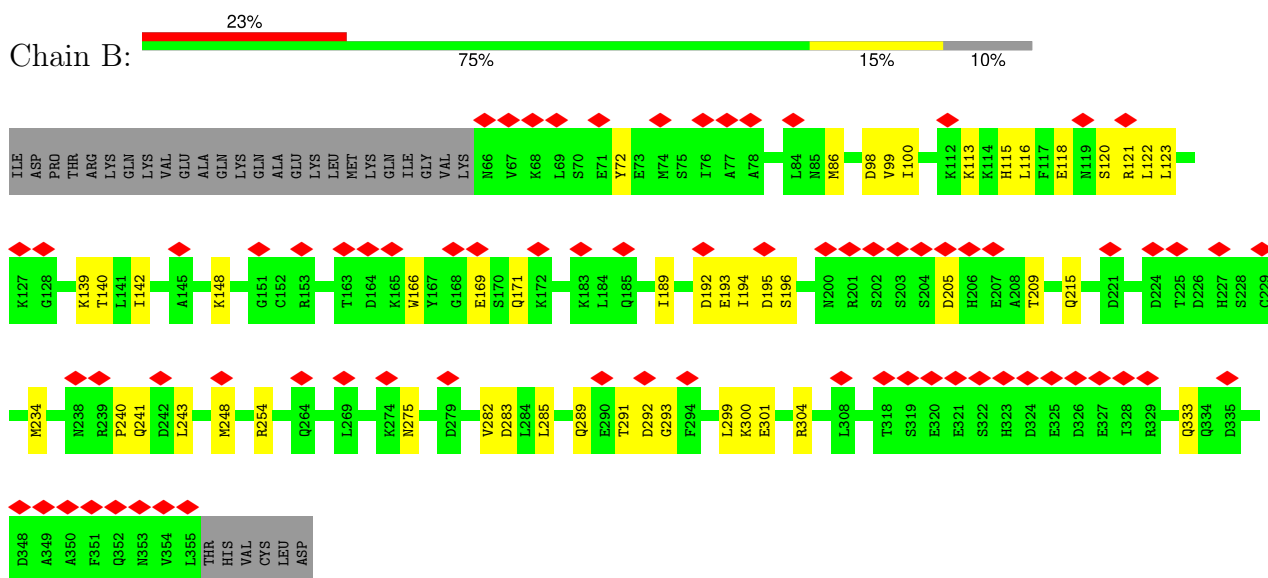 23%
Chain B:
75% 15% 10%
ILE ASP PRO THR ARG LYS GLN GLN LYS VAL GLU ALA GLN LYS GLN ALA GLU LYS LEU MET LYS GLN ILE GLY VAL LYS N66 V67 K68 L69 S70 E71 Y72 E73 M74 S75 I76 A77 A78 L84 N85 M86 D98 V99 I100 K112 K113 K114 H115 L116 F117 E118 N119 S120 R121 L122 L123
K127 G128 K139 T140 L141 I142 A145 K148 G151 C152 R153 T163 D164 K165 W166 Y167 G168 E169 S170 Q171 K172 K183 L184 Q185 I189 D192 E193 I194 D195 S196 N200 R201 S202 S203 S204 D205 H206 E207 A208 T209 Q215 D221 D224 T225 D226 H227 S228 C229
M234 N238 R239 P240 Q241 D242 L243 M248 R254 Q264 L269 K274 N275 D279 V282 D283 L284 L285 Q289 E290 T291 D292 G293 F294 L299 K300 E301 R304 L308 T318 S319 E320 E321 S322 H323 D324 E325 D326 E327 I328 R329 Q333 Q334 D335
D348 A349 A350 F351 Q352 N353 V354 L355 THR HIS VAL CYS LEU ASP